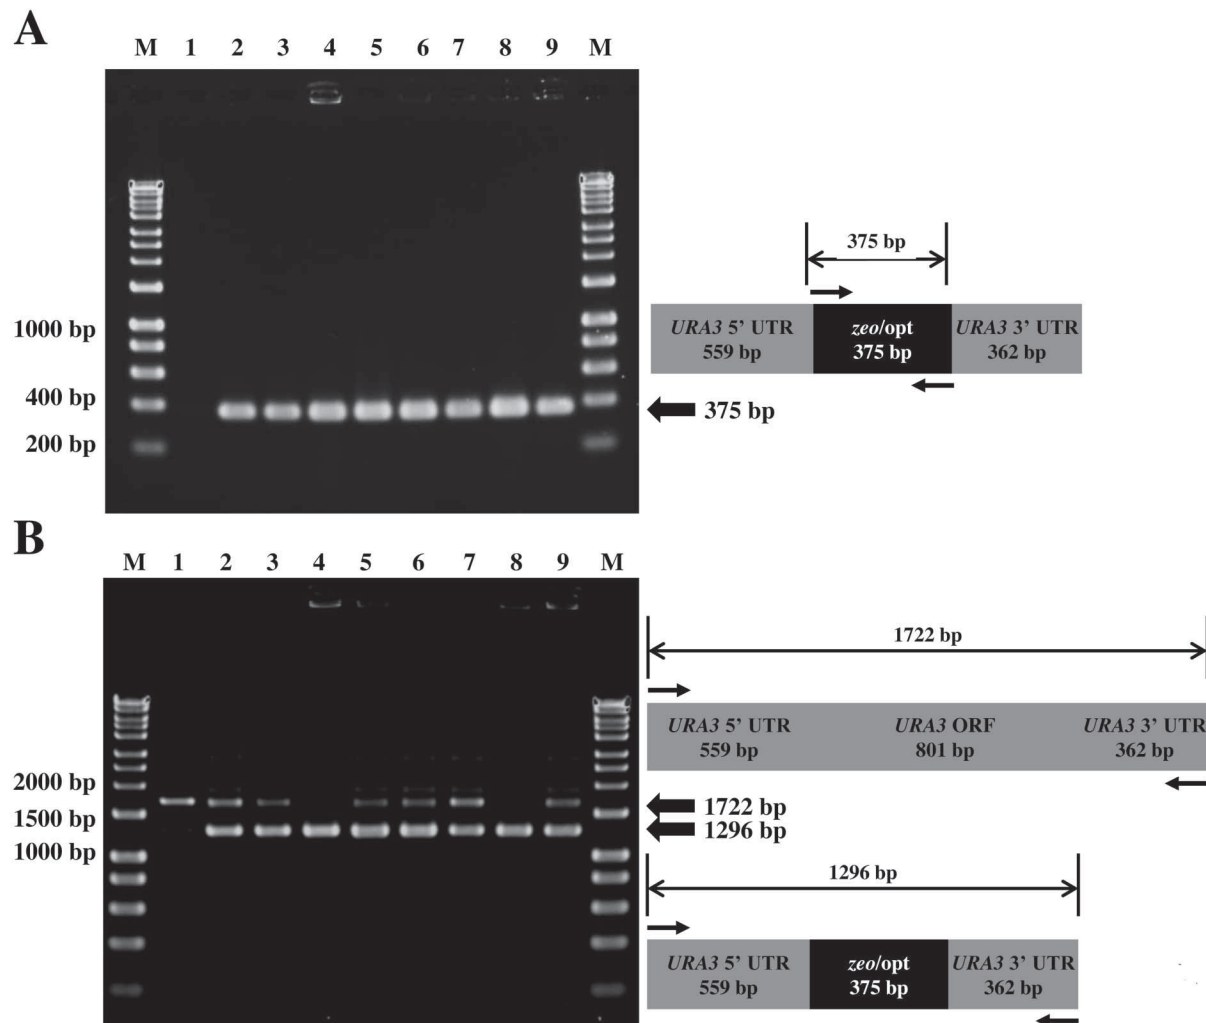 A
M 1 2 3 4 5 6 7 8 9 M
1000 bp
400 bp
200 bp
375 bp
URA3 5’ UTR
559 bp
zeo/opt
375 bp
URA3 3’ UTR
362 bp
375 bp
B
M 1 2 3 4 5 6 7 8 9 M
2000 bp
1500 bp
1000 bp
1722 bp
URA3 5’ UTR
559 bp
URA3 ORF
801 bp
URA3 3’ UTR
362 bp
1722 bp
1296 bp
1296 bp
URA3 5’ UTR
559 bp
zeo/opt
375 bp
URA3 3’ UTR
362 bp